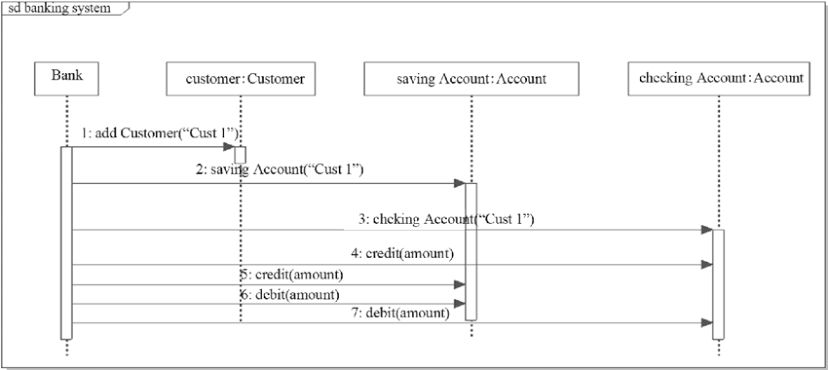 sd banking system
Bank
customer:Customer
saving Account:Account
checking Account:Account
1: add Customer(“Cust 1”)
2: saving Account(“Cust 1”)
3: chcking Account(“Cust 1”)
4: credit(amount)
5: credit(amount)
6: debit(amount)
7: debit(amount)